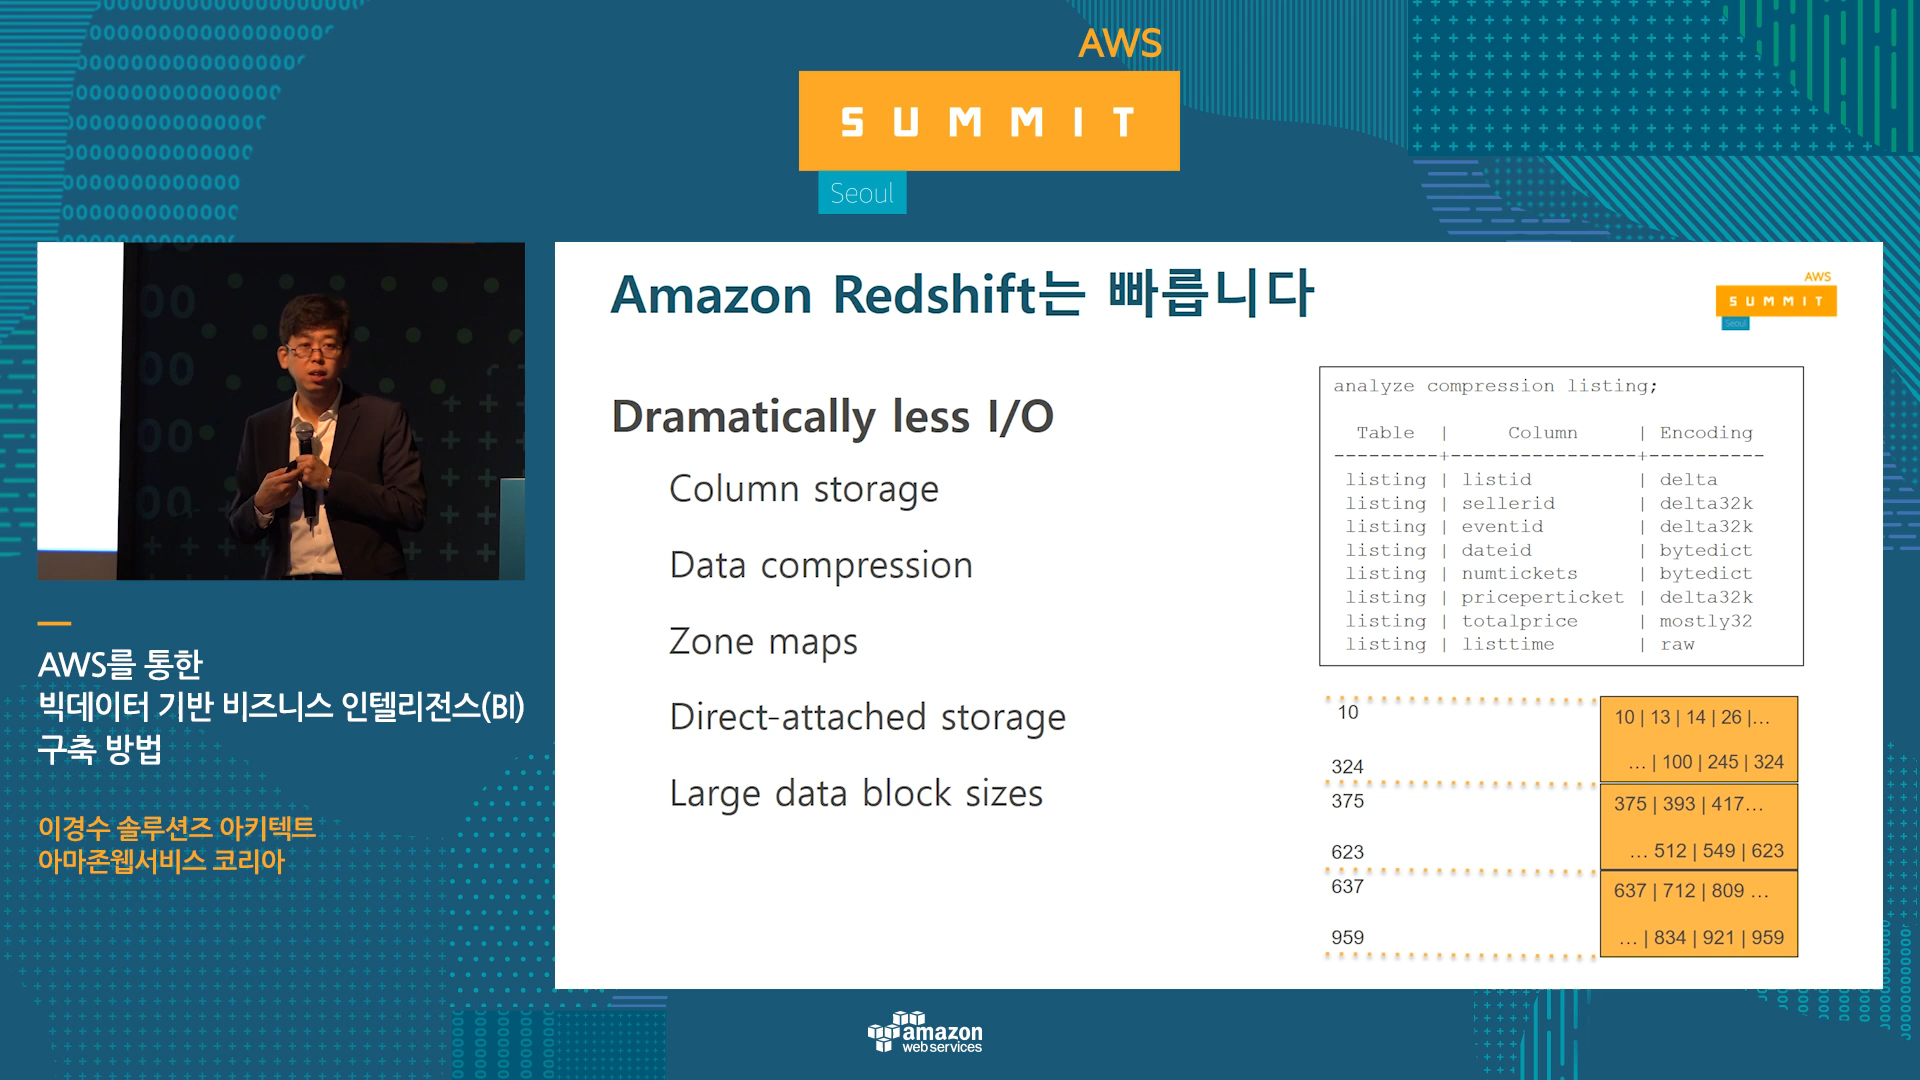 AWS
SUMMIT
Seoul
Amazon Redshift는 빠릅니다
AWS
SUMMIT
Seoul
Dramatically less I/O
Column storage
Data compression
Zone maps
Direct-attached storage
Large data block sizes
analyze compression listing;
Table | Column | Encoding
---------+----------------+----------
listing | listid | delta
listing | sellerid | delta32k
listing | eventid | delta32k
listing | dateid | bytedict
listing | numtickets | bytedict
listing | priceperticket | delta32k
listing | totalprice | mostly32
listing | listtime | raw
10
324
375
623
637
959
10 | 13 | 14 | 26 |...
... | 100 | 245 | 324
375 | 393 | 417...
... 512 | 549 | 623
637 | 712 | 809 ...
... | 834 | 921 | 959
AWS를 통한
빅데이터 기반 비즈니스 인텔리전스(BI)
구축 방법
이경수 솔루션즈 아키텍트
아마존웹서비스 코리아
amazon
web services